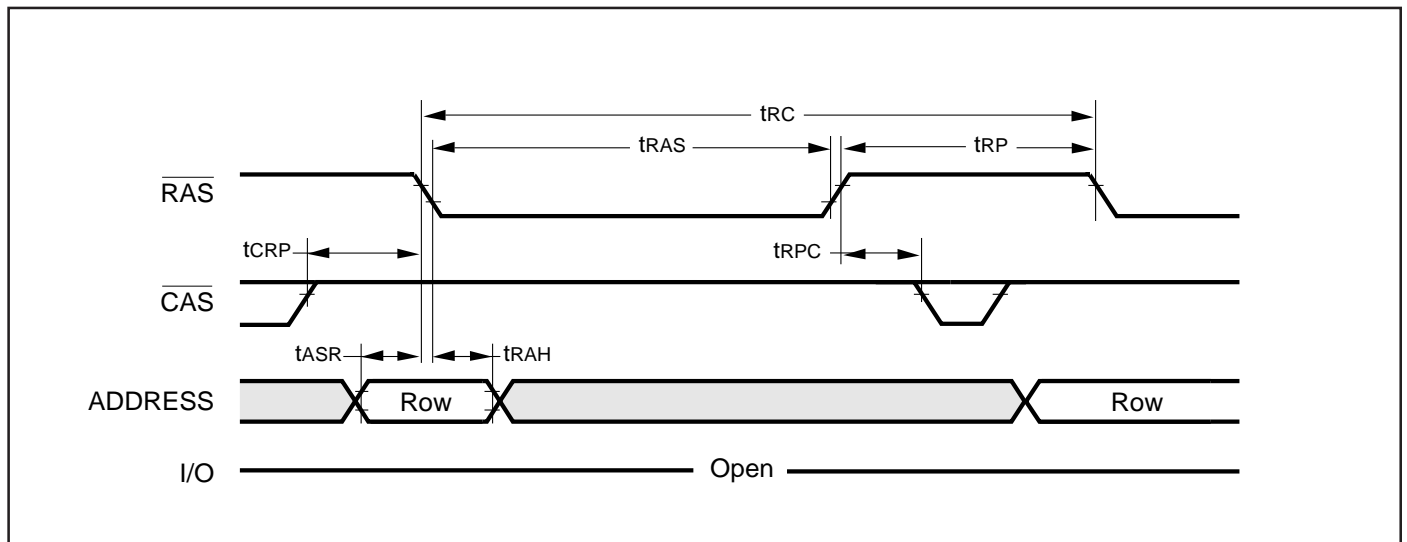 tRC
tRAS
tRP
RAS
tCRP
tRPC
CAS
tASR
tRAH
ADDRESS
Row
Row
I/O
Open